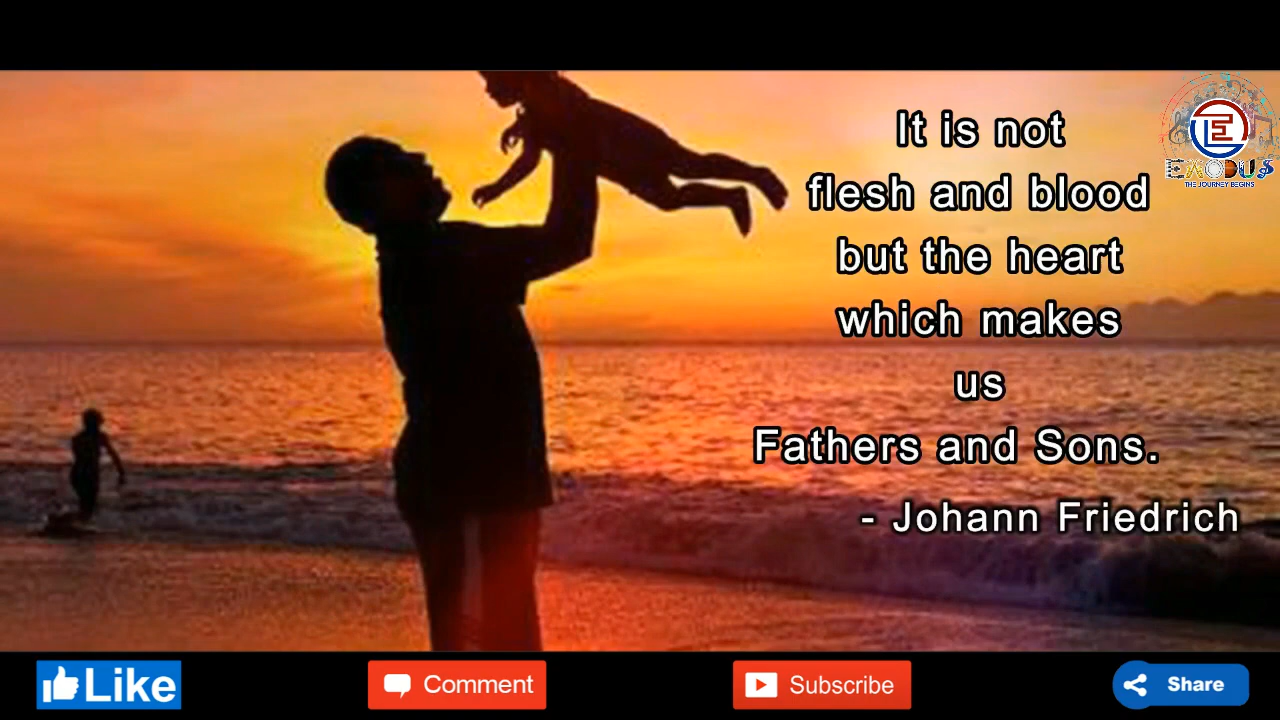 It is not
flesh and blood
but the heart
which makes
us
Fathers and Sons.
- Johann Friedrich
EXODUS
THE JOURNEY BEGINS
Like
Comment
Subscribe
Share